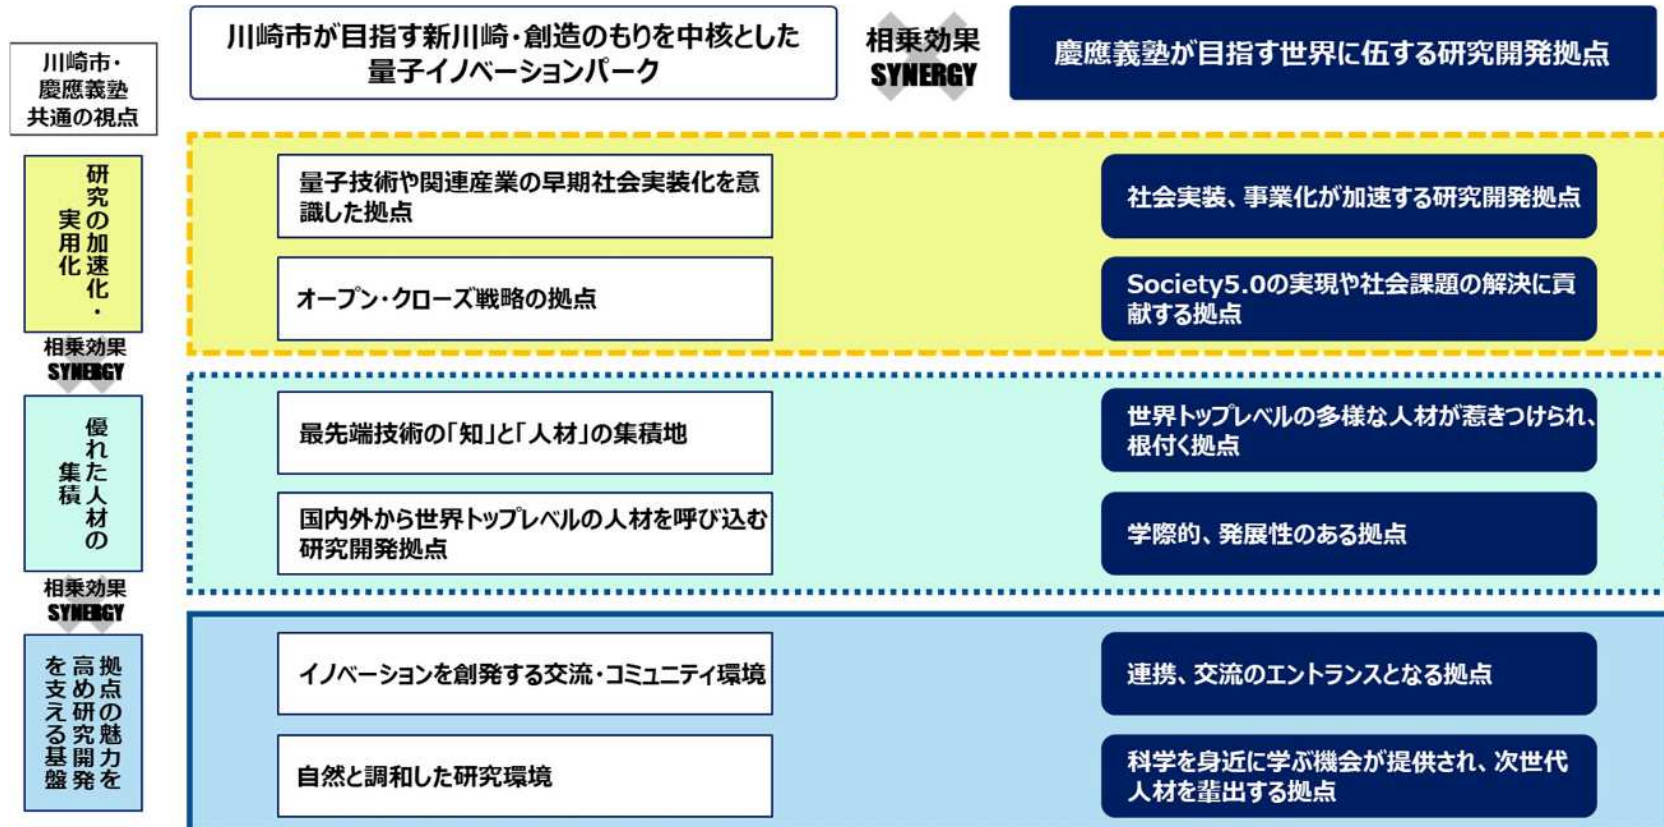 川崎市・
慶應義塾
共通の視点
川崎市が目指す新川崎・創造のもりを中核とした
量子イノベーションパーク
相乗効果
SYNERGY
慶應義塾が目指す世界に伍する研究開発拠点
研究の加速化・
実用化
量子技術や関連産業の早期社会実装化を意
識した拠点
社会実装、事業化が加速する研究開発拠点
オープン・クローズ戦略の拠点
Society5.0の実現や社会課題の解決に貢
献する拠点
相乗効果
SYNERGY
優れた人材の
集積
最先端技術の「知」と「人材」の集積地
世界トップレベルの多様な人材が惹きつけられ、
根付く拠点
国内外から世界トップレベルの人材を呼び込む
研究開発拠点
学際的、発展性のある拠点
相乗効果
SYNERGY
拠点の魅力を
高め研究開発
を支える基盤
イノベーションを創発する交流・コミュニティ環境
連携、交流のエントランスとなる拠点
自然と調和した研究環境
科学を身近に学ぶ機会が提供され、次世代
人材を輩出する拠点